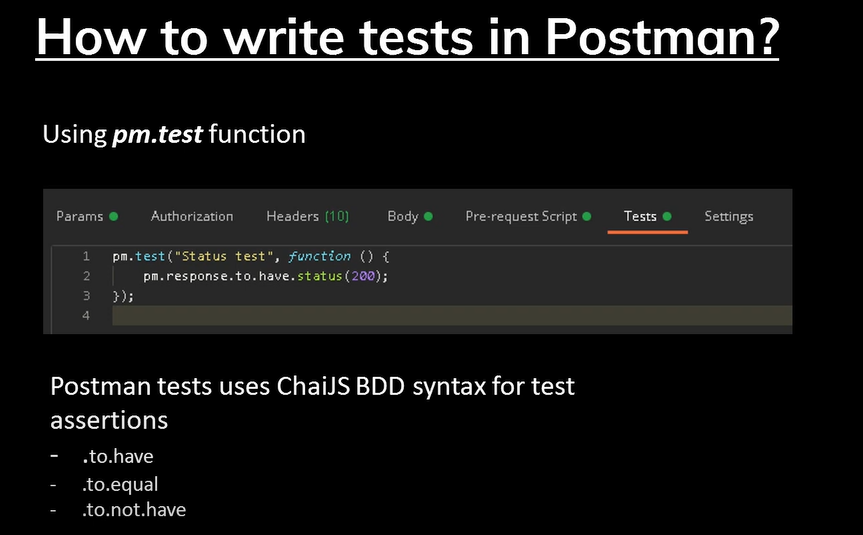 How to write tests in Postman?
Using pm.test function
Params Authorization Headers (10) Body Pre-request Script Tests Settings
1 pm.test("Status test", function () {
2 pm.response.to.have.status(200);
3 });
4
Postman tests uses ChaiJS BDD syntax for test
assertions
- .to.have
- .to.equal
- .to.not.have